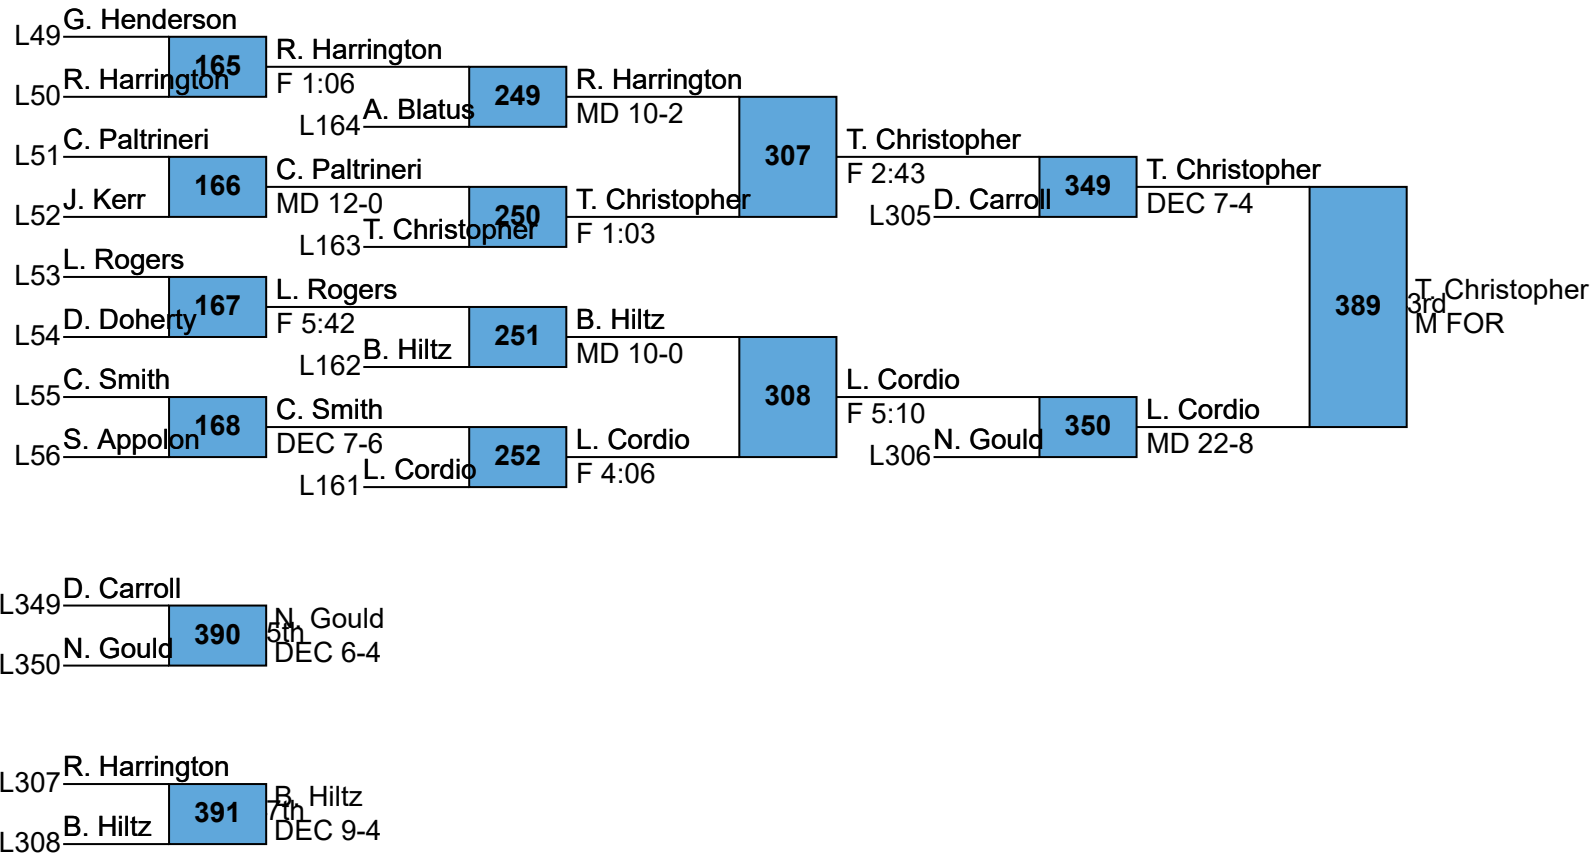 G. Henderson
L49
165
R. Harrington
L50
R. Harrington
F 1:06
249
A. Blatus
L164
R. Harrington
MD 10-2
C. Paltrineri
L51
166
J. Kerr
L52
C. Paltrineri
MD 12-0
250
T. Christopher
L163
T. Christopher
F 1:03
307
T. Christopher
F 2:43
349
D. Carroll
L305
T. Christopher
DEC 7-4
L. Rogers
L53
167
D. Doherty
L54
L. Rogers
F 5:42
251
B. Hiltz
L162
B. Hiltz
MD 10-0
C. Smith
L55
168
S. Appolon
L56
C. Smith
DEC 7-6
252
L. Cordio
L161
L. Cordio
F 4:06
308
L. Cordio
F 5:10
350
N. Gould
L306
L. Cordio
MD 22-8
389
3rd
T. Christopher
M FOR
D. Carroll
L349
390
N. Gould
L350
5th
N. Gould
DEC 6-4
R. Harrington
L307
391
B. Hiltz
L308
7th
B. Hiltz
DEC 9-4